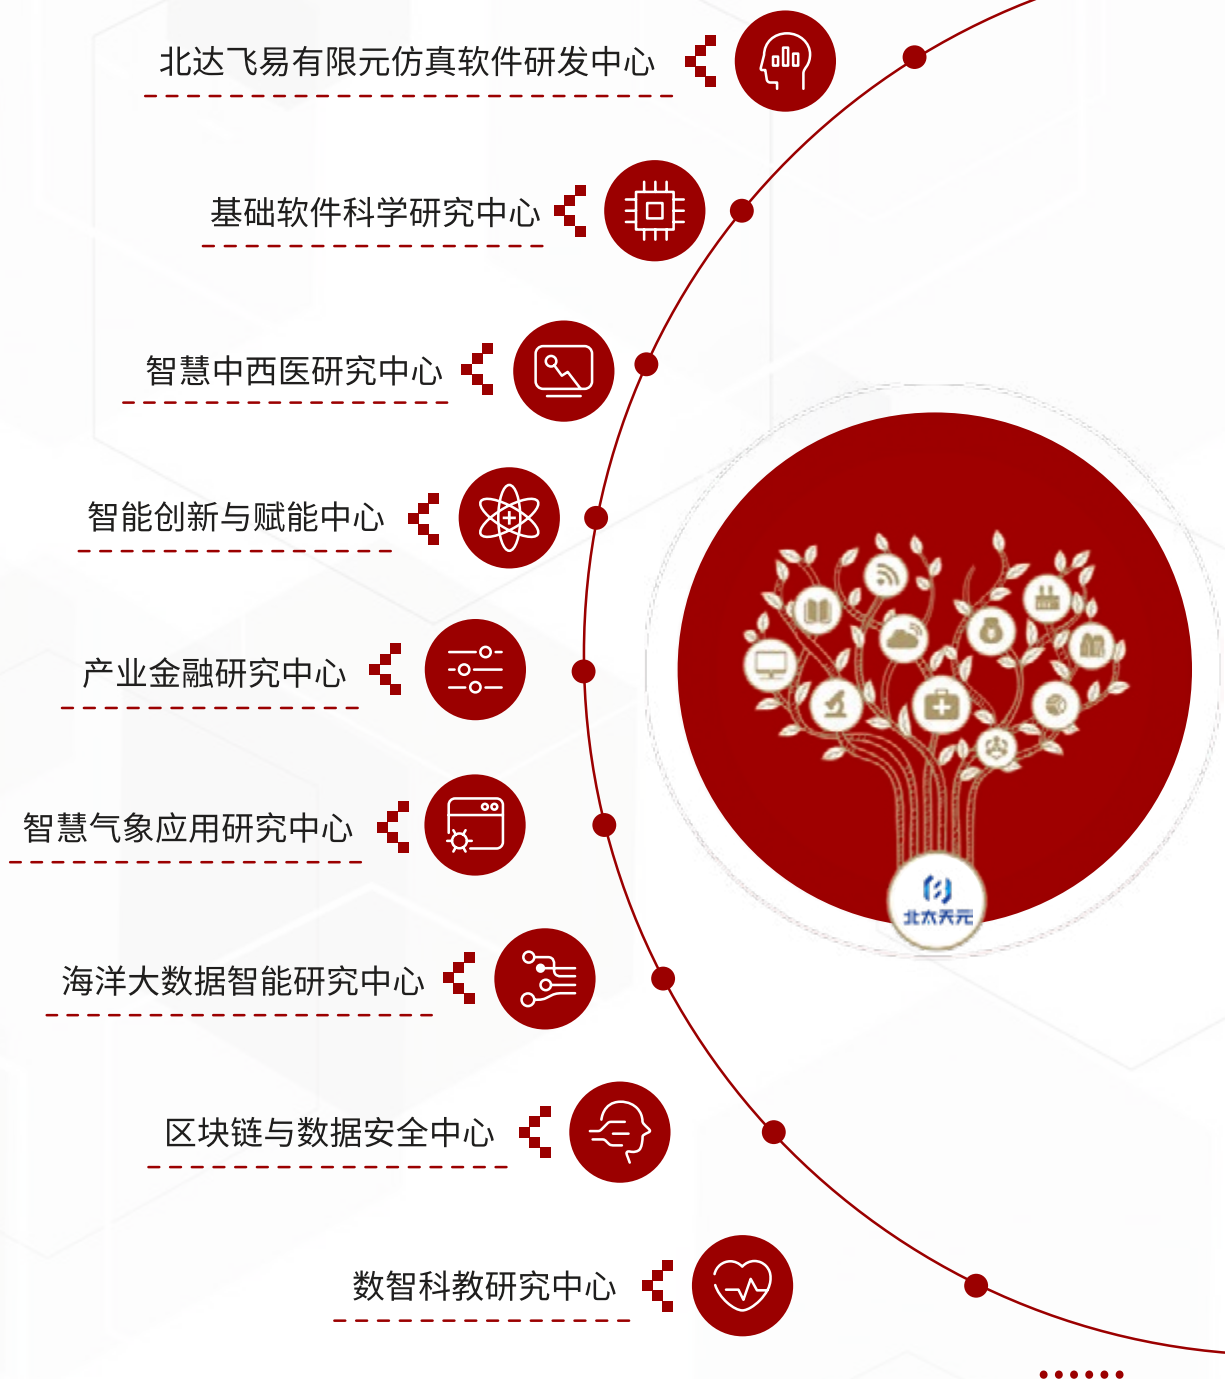 北达飞易有限元仿真软件研发中心
基础软件科学研究中心
智慧中西医研究中心
智能创新与赋能中心
产业金融研究中心
智慧气象应用研究中心
北太天元
海洋大数据智能研究中心
区块链与数据安全中心
数智科教研究中心